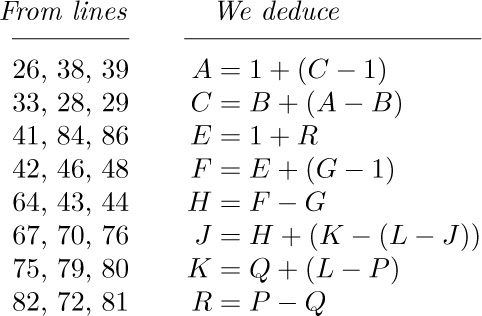 From lines We deduce
26, 38, 39 A = 1 + (C − 1)
33, 28, 29 C = B + (A − B)
41, 84, 86 E = 1 + R
42, 46, 48 F = E + (G − 1)
64, 43, 44 H = F − G
67, 70, 76 J = H + (K − (L − J))
75, 79, 80 K = Q + (L − P)
82, 72, 81 R = P − Q